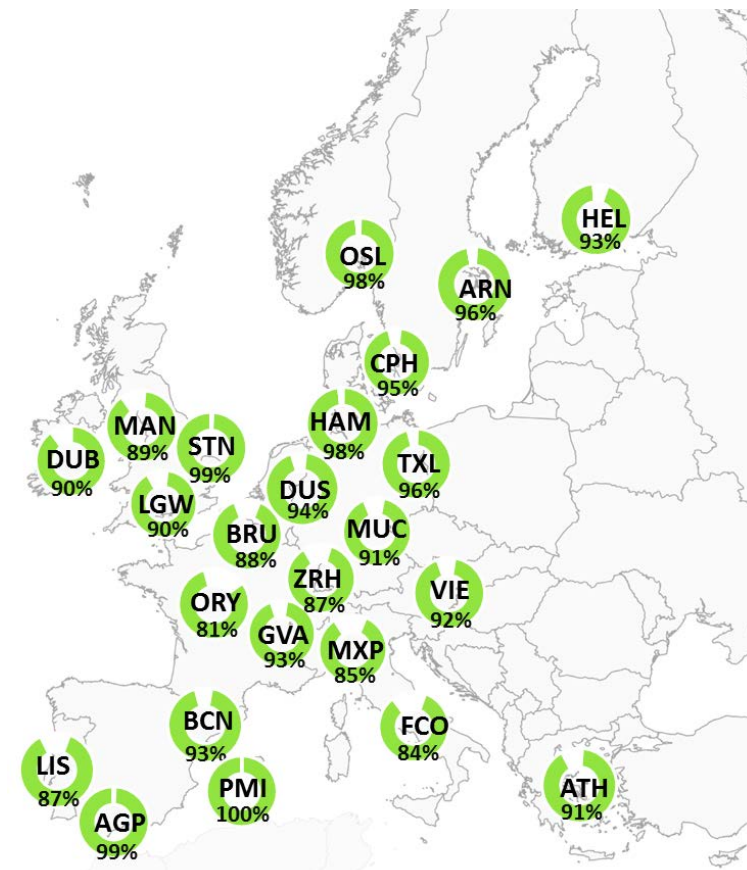 HEL
93%
OSL
98%
ARN
96%
CPH
95%
HAM
98%
MAN
89%
STN
99%
DUB
90%
TXL
96%
DUS
94%
LGW
90%
BRU
88%
MUC
91%
ZRH
87%
VIE
92%
ORY
81%
GVA
93%
MXP
85%
BCN
93%
FCO
84%
LIS
87%
PMI
100%
ATH
91%
AGP
99%